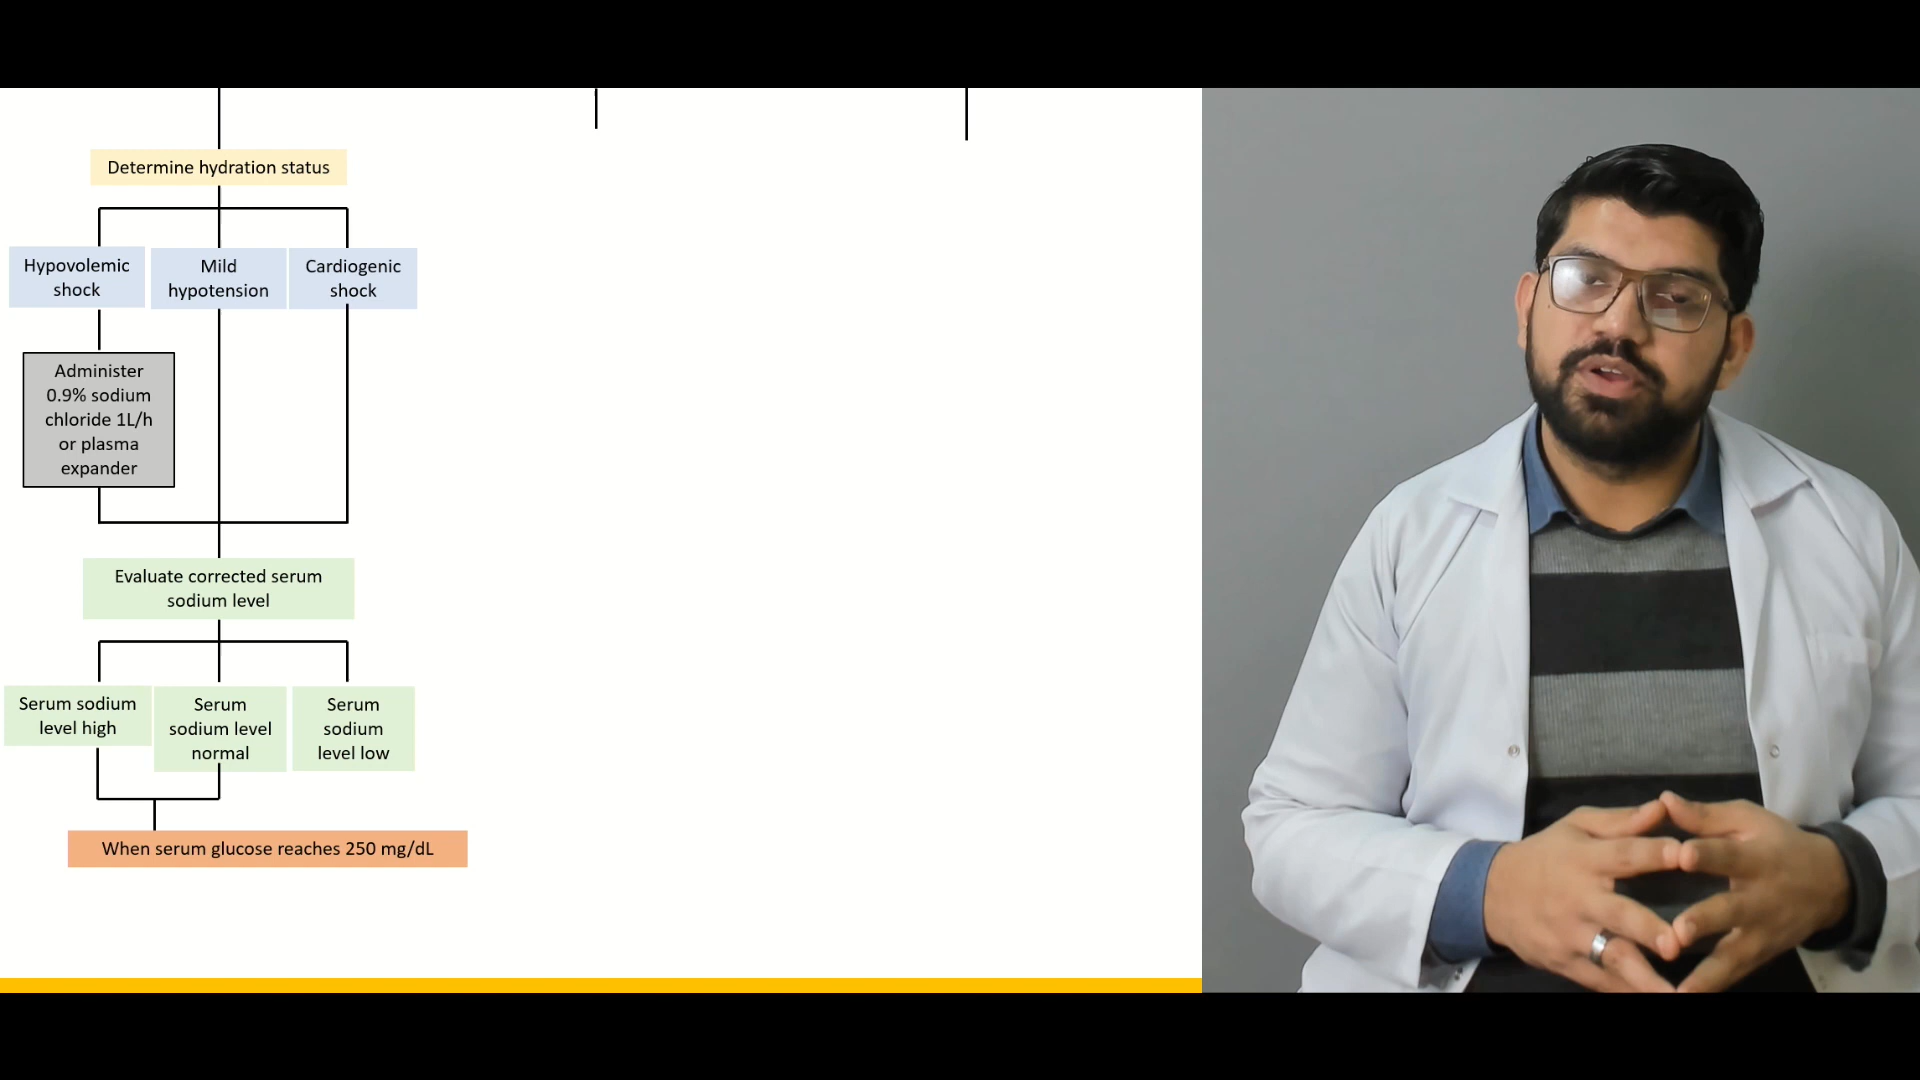 Determine hydration status
Hypovolemic
shock
Mild
hypotension
Cardiogenic
shock
Administer
0.9% sodium
chloride 1L/h
or plasma
expander
Evaluate corrected serum
sodium level
Serum sodium
level high
Serum
sodium level
normal
Serum
sodium
level low
When serum glucose reaches 250 mg/dL